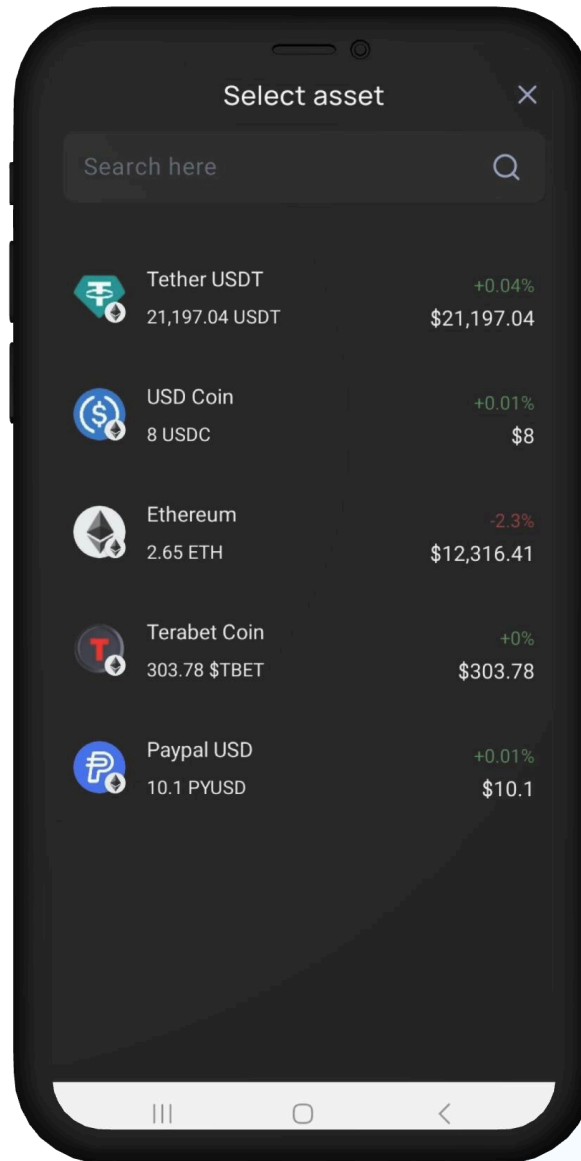 Select asset
Search here
Tether USDT
+0.04%
21,197.04 USDT
$21,197.04
USD Coin
+0.01%
8 USDC
$8
Ethereum
-2.3%
2.65 ETH
$12,316.41
Terabet Coin
+0%
303.78 $TBET
$303.78
Paypal USD
+0.01%
10.1 PYUSD
$10.1